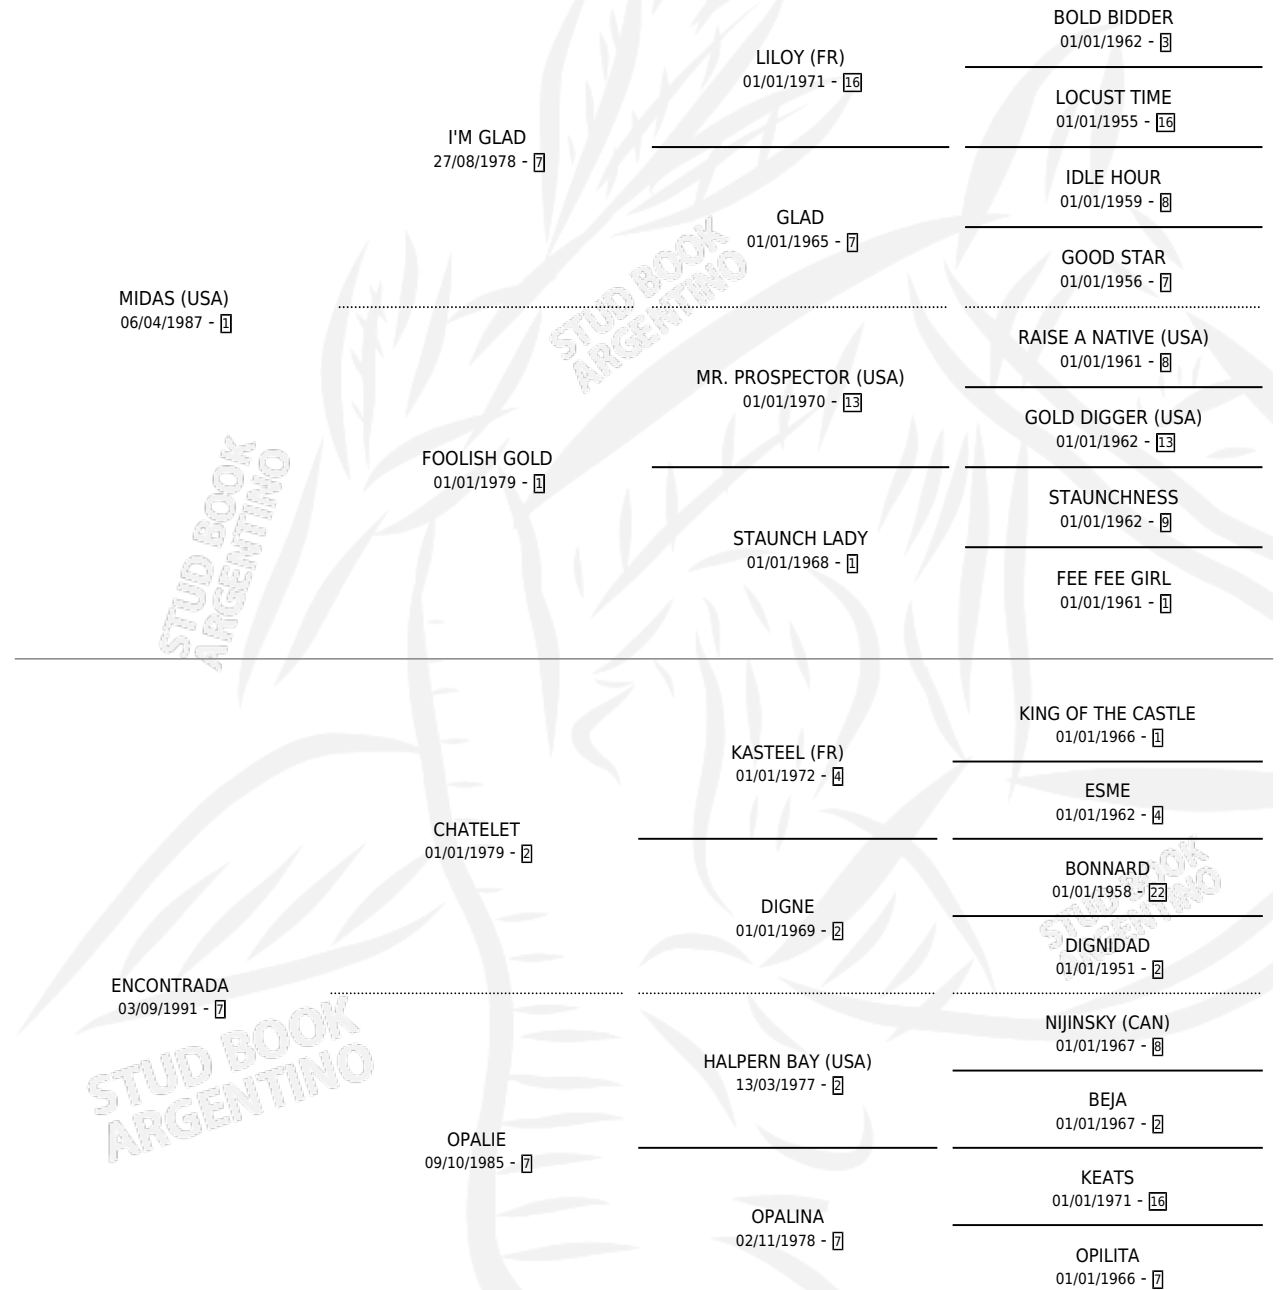 BOLD BIDDER
01/01/1962 - 3
LILOY (FR)
01/01/1971 - 16
LOCUST TIME
01/01/1955 - 16
I'M GLAD
27/08/1978 - 7
IDLE HOUR
01/01/1959 - 8
GLAD
01/01/1965 - 7
GOOD STAR
01/01/1956 - 7
MIDAS (USA)
06/04/1987 - 1
RAISE A NATIVE (USA)
01/01/1961 - 8
MR. PROSPECTOR (USA)
01/01/1970 - 13
GOLD DIGGER (USA)
01/01/1962 - 13
FOOLISH GOLD
01/01/1979 - 1
STAUNCHNESS
01/01/1962 - 9
STAUNCH LADY
01/01/1968 - 1
FEE FEE GIRL
01/01/1961 - 1
STUD BOOK
ARGENTINO
STUD BOOK
ARGENTINO
KING OF THE CASTLE
01/01/1966 - 1
KASTEEL (FR)
01/01/1972 - 4
ESME
01/01/1962 - 4
CHATELET
01/01/1979 - 2
BONNARD
01/01/1958 - 22
DIGNE
01/01/1969 - 2
DIGNIDAD
01/01/1951 - 2
ENCONTRADA
03/09/1991 - 7
NIJINSKY (CAN)
01/01/1967 - 8
HALPERN BAY (USA)
13/03/1977 - 2
BEJA
01/01/1967 - 2
OPALIE
09/10/1985 - 7
KEATS
01/01/1971 - 16
OPALINA
02/11/1978 - 7
OPILITA
01/01/1966 - 7
STUD BOOK
ARGENTINO
STUD BOOK
ARGENTINO